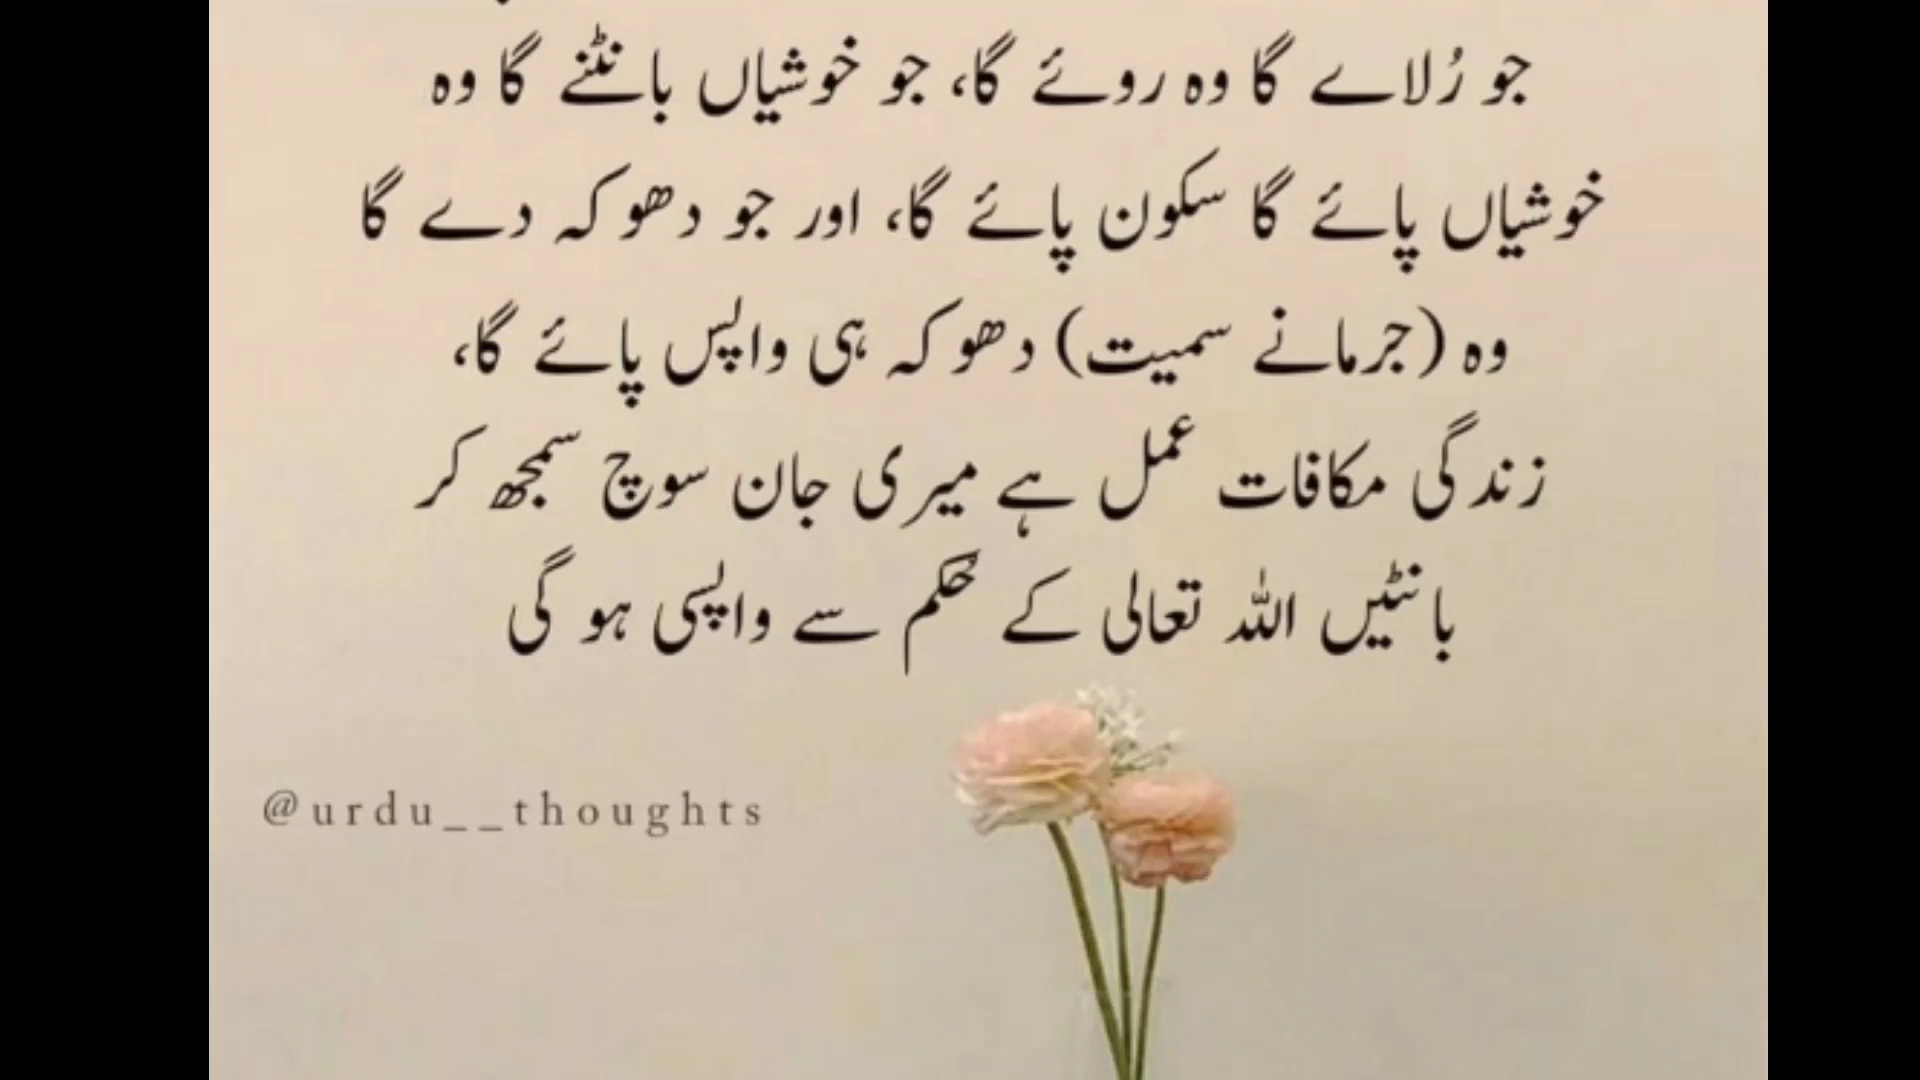 جو رُلاے گا وہ روئے گا، جو خوشیاں بانٹنے گا وہ
خوشیاں پائے گا سکون پائے گا، اور جو دھوکہ دے گا
وہ (جرمانے سمیت) دھوکہ ہی واپس پائے گا،
زندگی مکافات عمل ہے میری جان سوچ سمجھ کر
بانٹیں اللہ تعالی کے حکم سے واپسی ہو گی
@urdu__thoughts